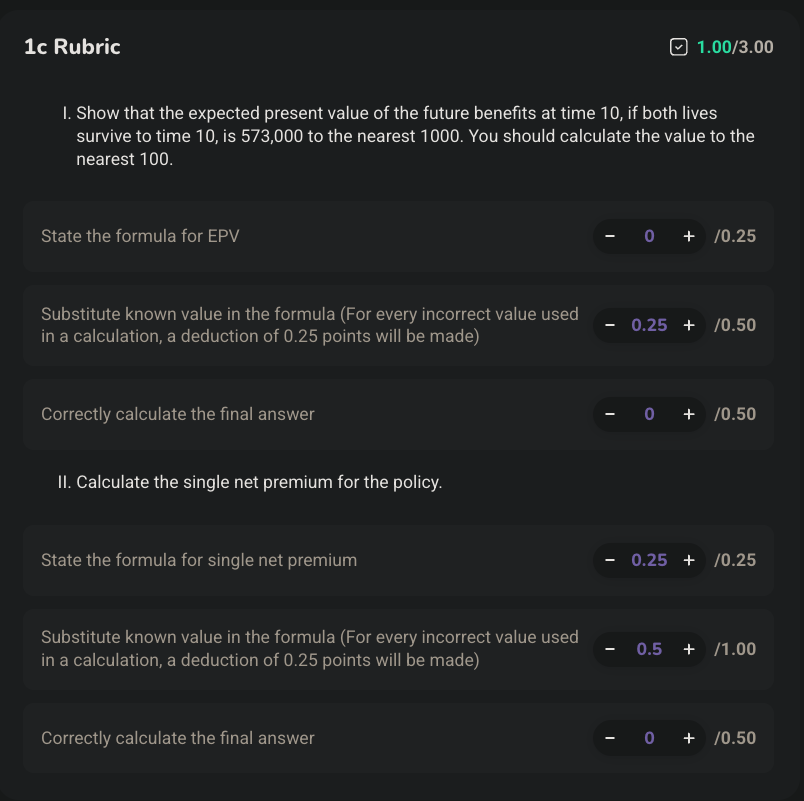 1c Rubric
1.00/3.00
I. Show that the expected present value of the future benefits at time 10, if both lives
survive to time 10, is 573,000 to the nearest 1000. You should calculate the value to the
nearest 100.
State the formula for EPV
− 0 + /0.25
Substitute known value in the formula (For every incorrect value used
in a calculation, a deduction of 0.25 points will be made)
− 0.25 + /0.50
Correctly calculate the final answer
− 0 + /0.50
II. Calculate the single net premium for the policy.
State the formula for single net premium
− 0.25 + /0.25
Substitute known value in the formula (For every incorrect value used
in a calculation, a deduction of 0.25 points will be made)
− 0.5 + /1.00
Correctly calculate the final answer
− 0 + /0.50